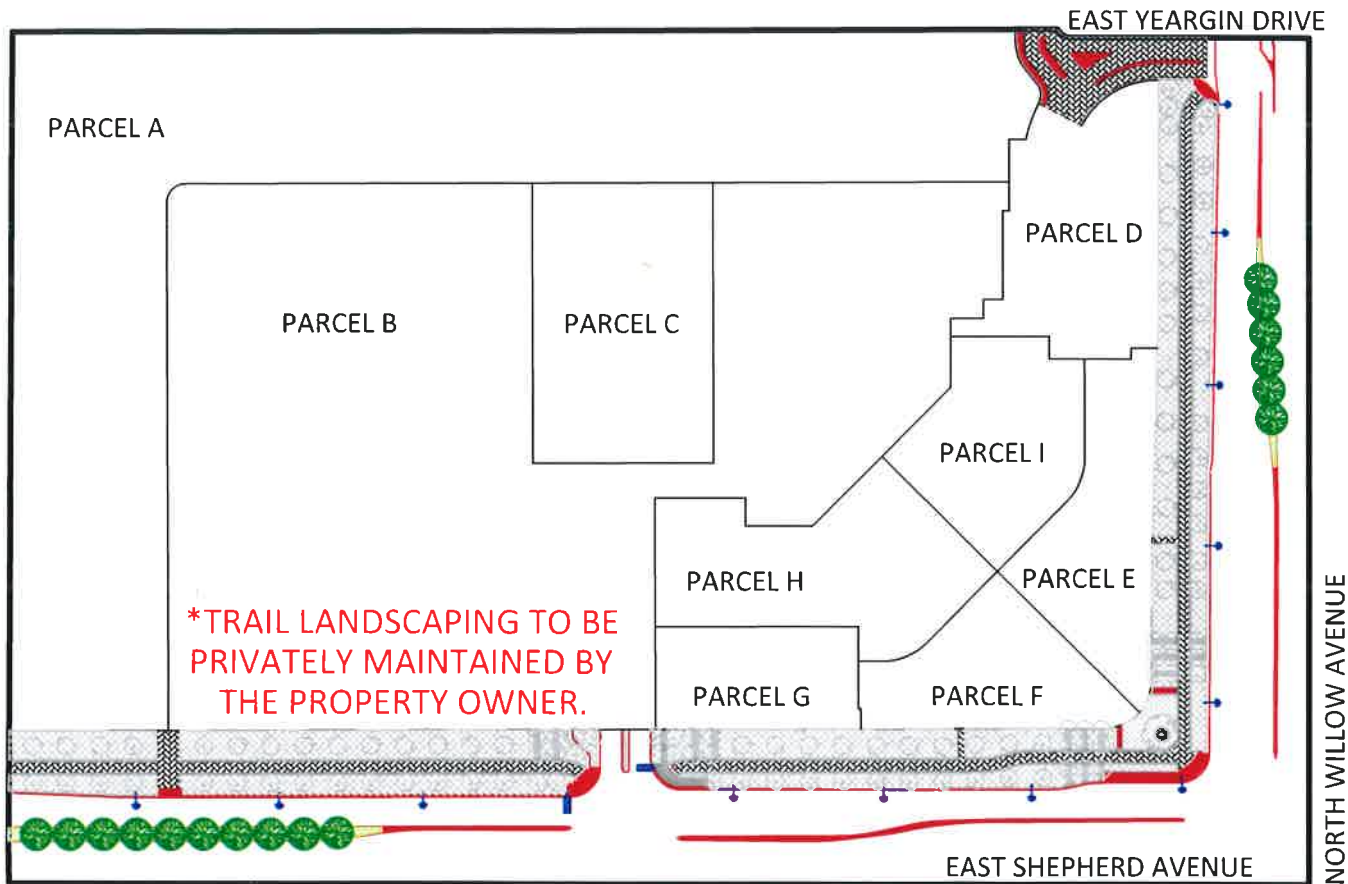 EAST YEARGIN DRIVE
PARCEL A
PARCEL D
PARCEL B
PARCEL C
PARCEL I
PARCEL H
PARCEL E
*TRAIL LANDSCAPING TO BE
PRIVATELY MAINTAINED BY
THE PROPERTY OWNER.
PARCEL G
PARCEL F
EAST SHEPHERD AVENUE
NORTH WILLOW AVENUE